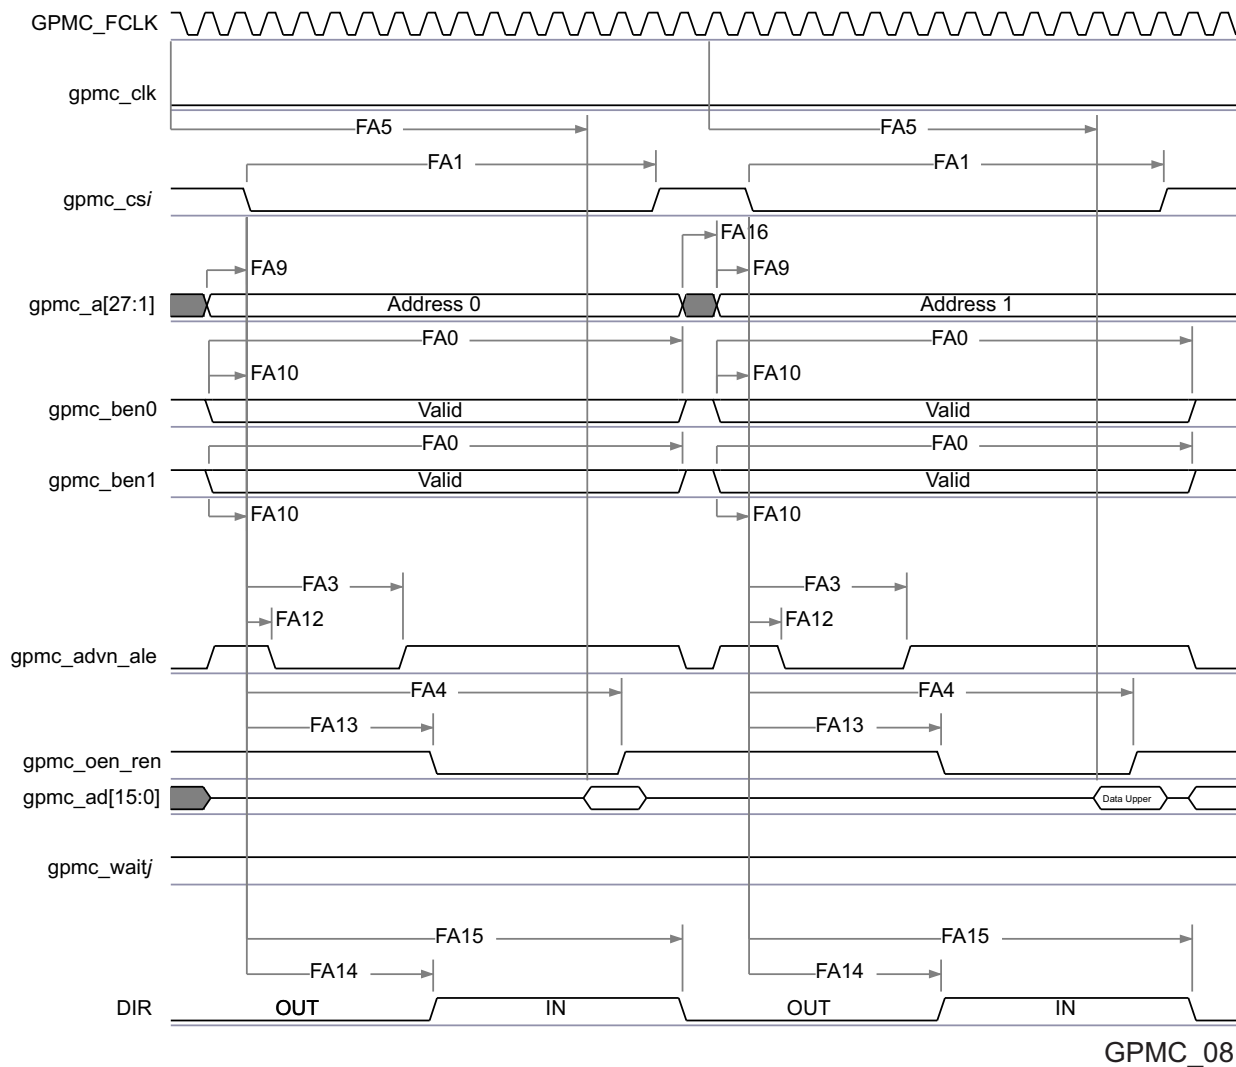 GPMC_FCLK
gpmc_clk
FA5 FA5
FA1 FA1
gpmc_csi
FA16
FA9 FA9
gpmc_a[27:1] Address 0 Address 1
FA0 FA0
FA10 FA10
gpmc_ben0 Valid Valid
FA0 FA0
gpmc_ben1 Valid Valid
FA10 FA10
FA3 FA3
FA12 FA12
gpmc_advn_ale
FA4 FA4
FA13 FA13
gpmc_oen_ren
gpmc_ad[15:0] Data Upper
gpmc_waitj
FA15 FA15
FA14 FA14
DIR OUT IN OUT IN
GPMC_08